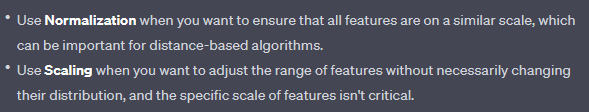 • Use Normalization when you want to ensure that all features are on a similar scale, which
can be important for distance-based algorithms.
• Use Scaling when you want to adjust the range of features without necessarily changing
their distribution, and the specific scale of features isn't critical.